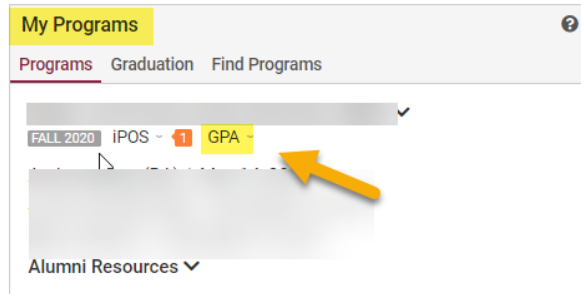 My Programs
Programs Graduation Find Programs
FALL 2020 iPOS 1 GPA
Alumni Resources